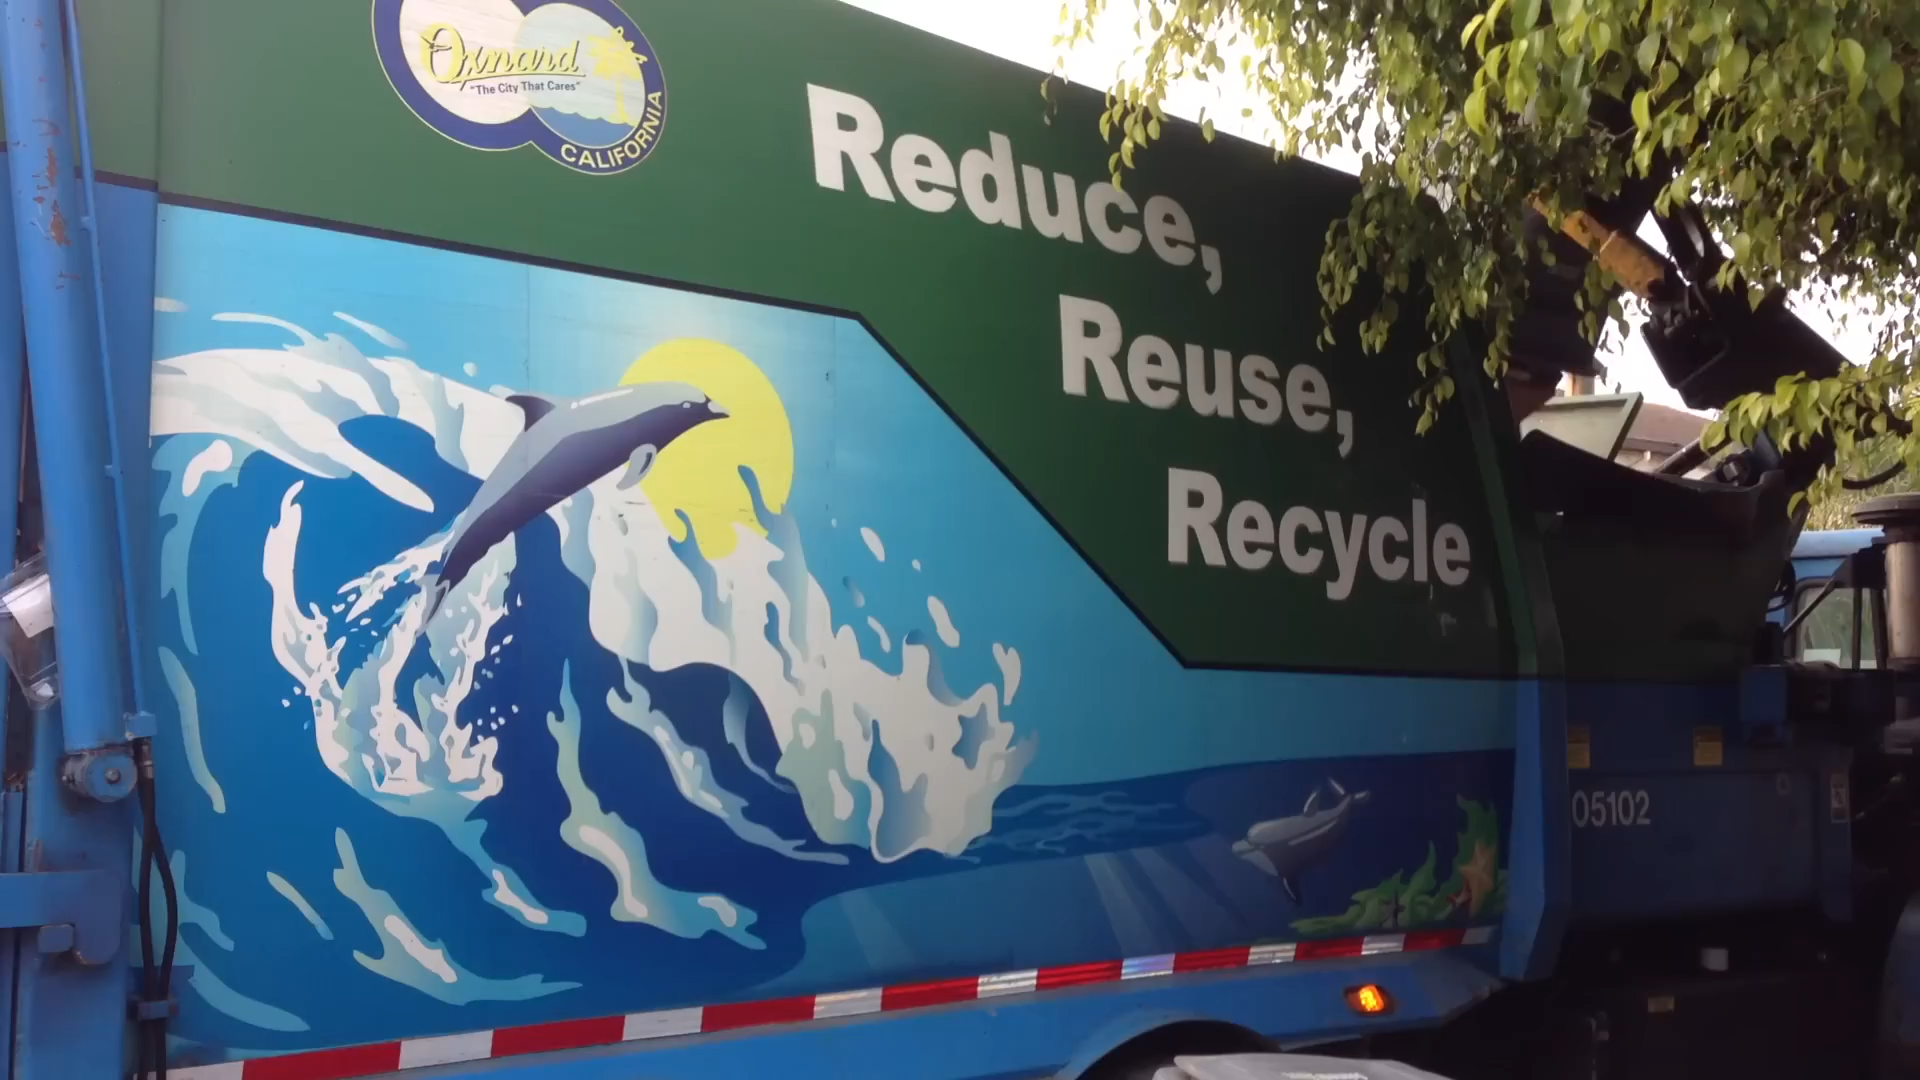 Oxnard
"The City That Cares"
CALIFORNIA
Reduce,
Reuse,
Recycle
05102